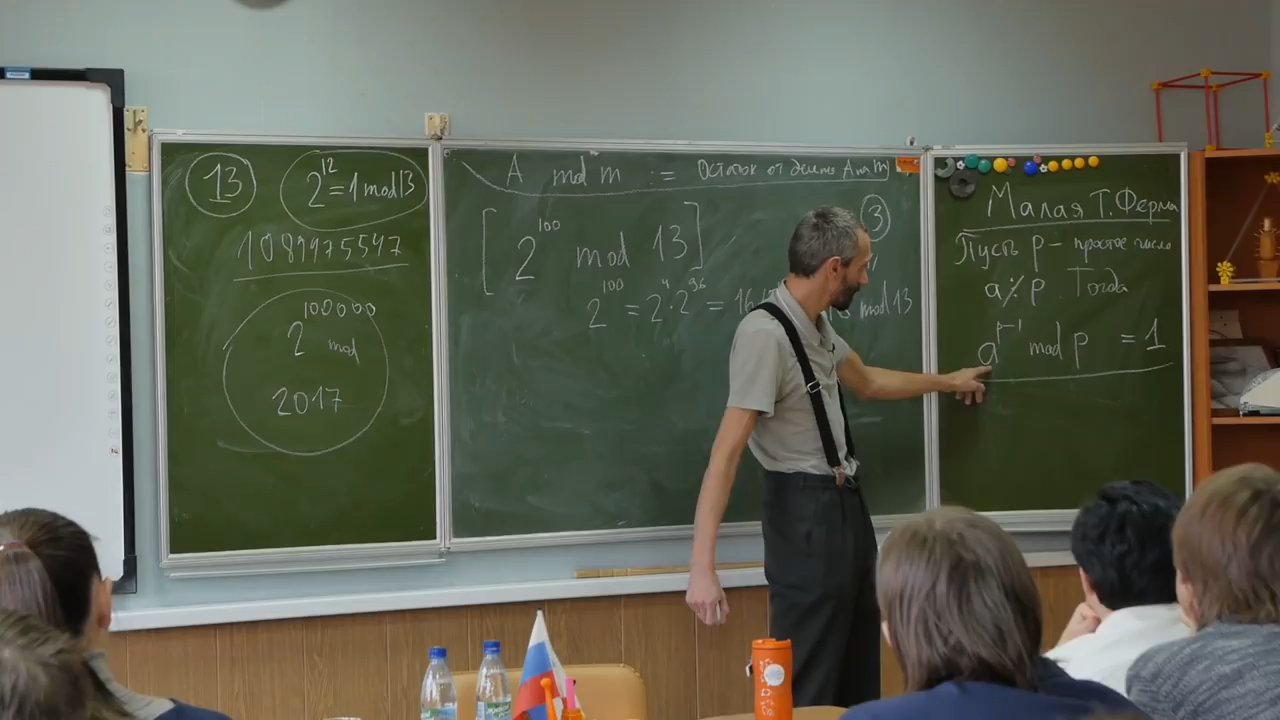 13
2^12 = 1 mod 13
1081975547
2^100000 mod
2017
A mod m := Остаток от деления A на m
[2^100 mod 13]
3
2^100 = 2^4 · 2^96 = 16
mod 13
Малая Т. Ферма
Пусть p - простое число
a⁒p. Тогда
a^p-1 mod p = 1